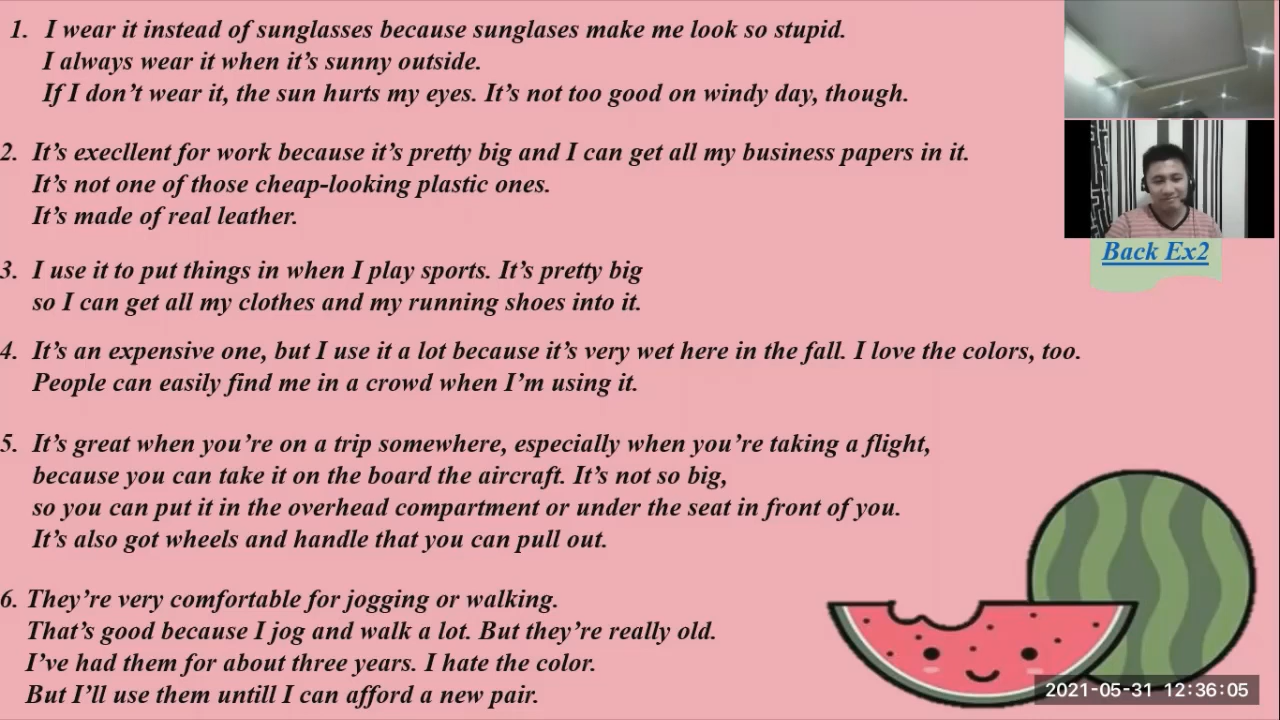 1. I wear it instead of sunglasses because sunglases make me look so stupid.
I always wear it when it's sunny outside.
If I don't wear it, the sun hurts my eyes. It's not too good on windy day, though.
2. It's execllent for work because it's pretty big and I can get all my business papers in it.
It's not one of those cheap-looking plastic ones.
It's made of real leather.
Back Ex2
3. I use it to put things in when I play sports. It's pretty big
so I can get all my clothes and my running shoes into it.
4. It's an expensive one, but I use it a lot because it's very wet here in the fall. I love the colors, too.
People can easily find me in a crowd when I'm using it.
5. It's great when you're on a trip somewhere, especially when you're taking a flight,
because you can take it on the board the aircraft. It's not so big,
so you can put it in the overhead compartment or under the seat in front of you.
It's also got wheels and handle that you can pull out.
6. They're very comfortable for jogging or walking.
That's good because I jog and walk a lot. But they're really old.
I've had them for about three years. I hate the color.
But I'll use them untill I can afford a new pair.
2021-05-31 12:36:05